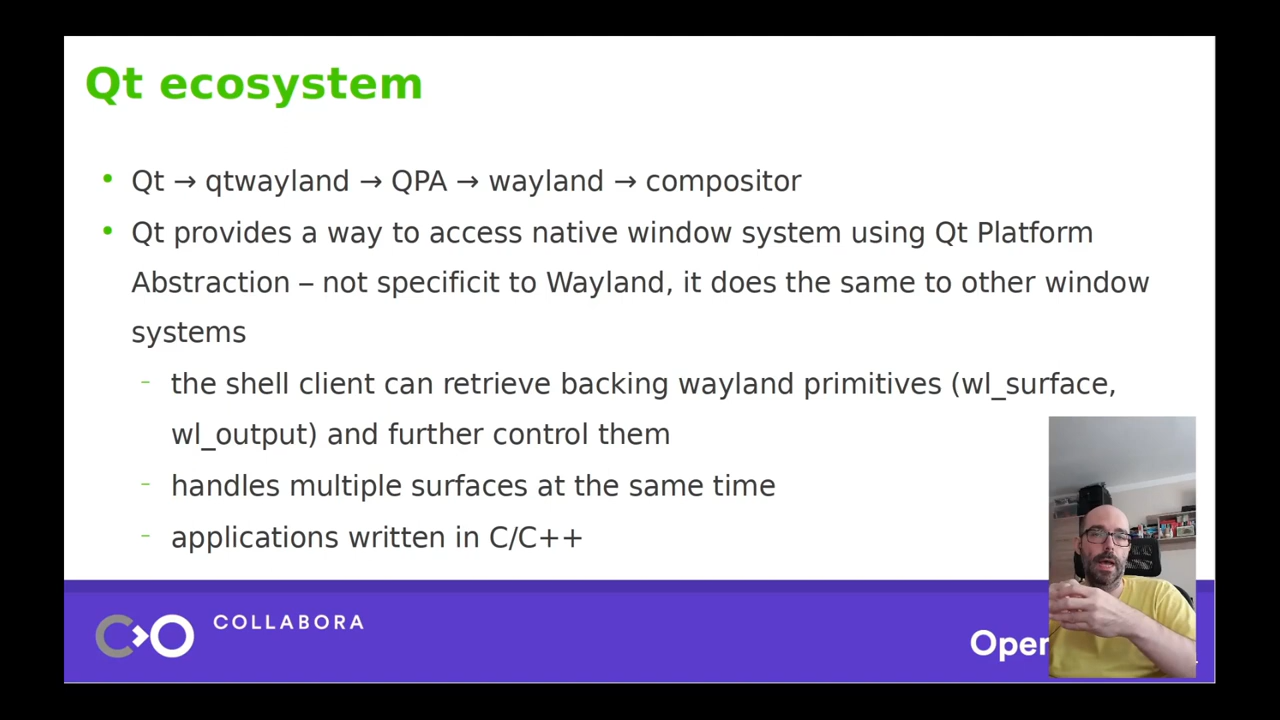 Qt ecosystem
• Qt → qtwayland → QPA → wayland → compositor
• Qt provides a way to access native window system using Qt Platform
Abstraction – not specificit to Wayland, it does the same to other window
systems
– the shell client can retrieve backing wayland primitives (wl_surface,
wl_output) and further control them
– handles multiple surfaces at the same time
– applications written in C/C++
COLLABORA
Open